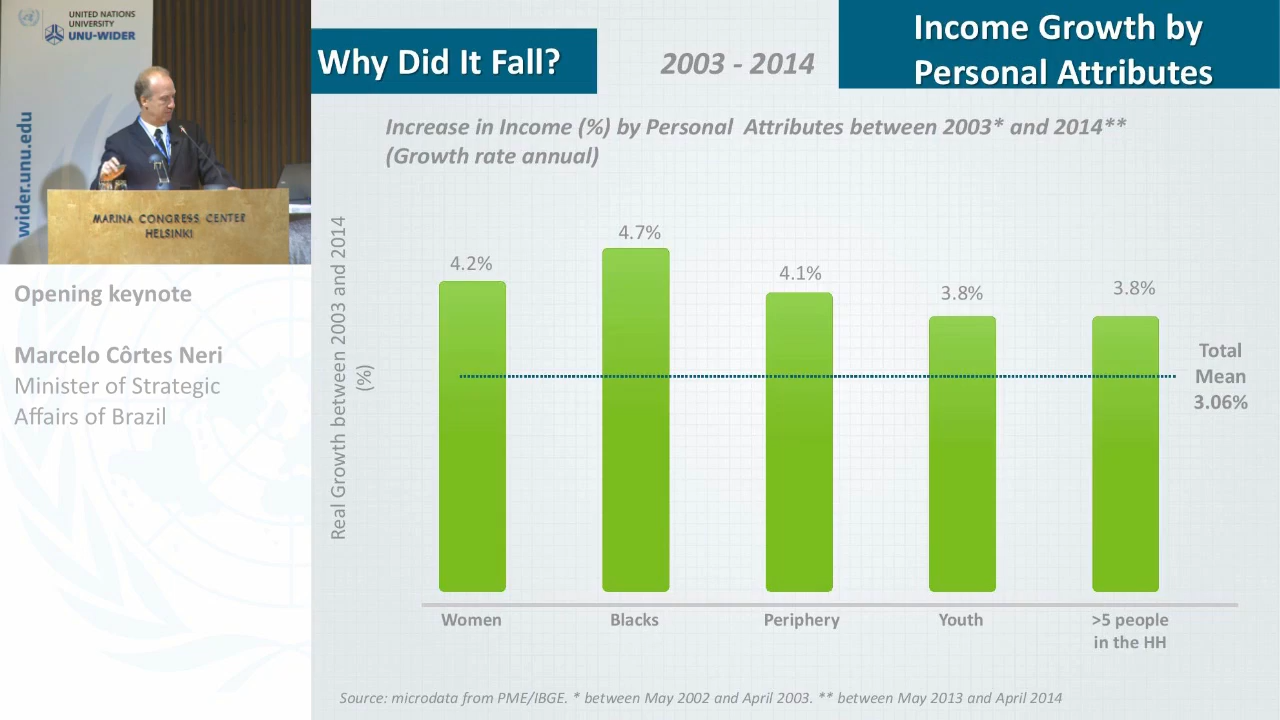 UNITED NATIONS
UNIVERSITY
UNU-WIDER
wider.unu.edu
MARINA CONGRESS CENTER
HELSINKI
Opening keynote
Marcelo Côrtes Neri
Minister of Strategic
Affairs of Brazil
Why Did It Fall?
2003 - 2014
Income Growth by
Personal Attributes
Increase in Income (%) by Personal Attributes between 2003* and 2014**
(Growth rate annual)
Real Growth between 2003 and 2014
(%)
4.2%
4.7%
4.1%
3.8%
3.8%
Total
Mean
3.06%
Women
Blacks
Periphery
Youth
>5 people
in the HH
Source: microdata from PME/IBGE. * between May 2002 and April 2003. ** between May 2013 and April 2014